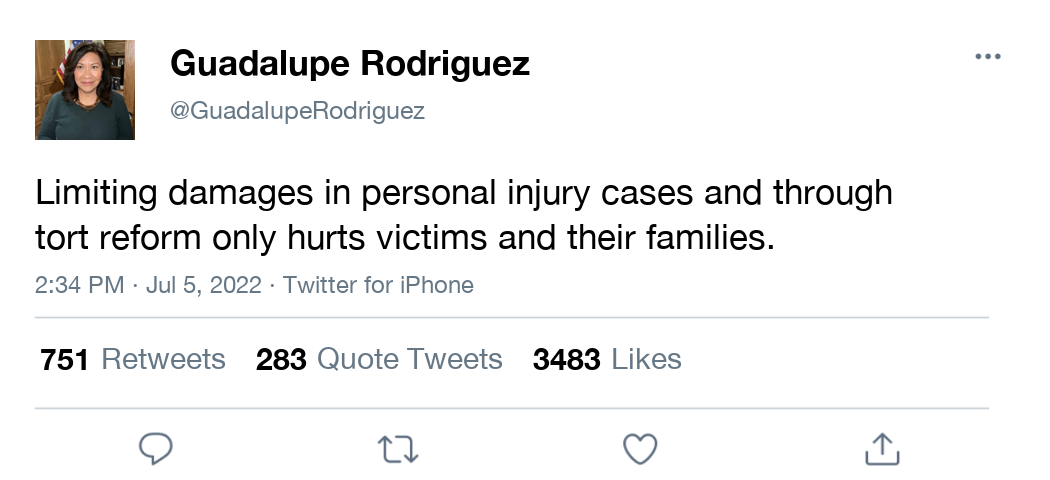 Guadalupe Rodriguez
@GuadalupeRodriguez
Limiting damages in personal injury cases and through
tort reform only hurts victims and their families.
2:34 PM · Jul 5, 2022 · Twitter for iPhone
751 Retweets 283 Quote Tweets 3483 Likes